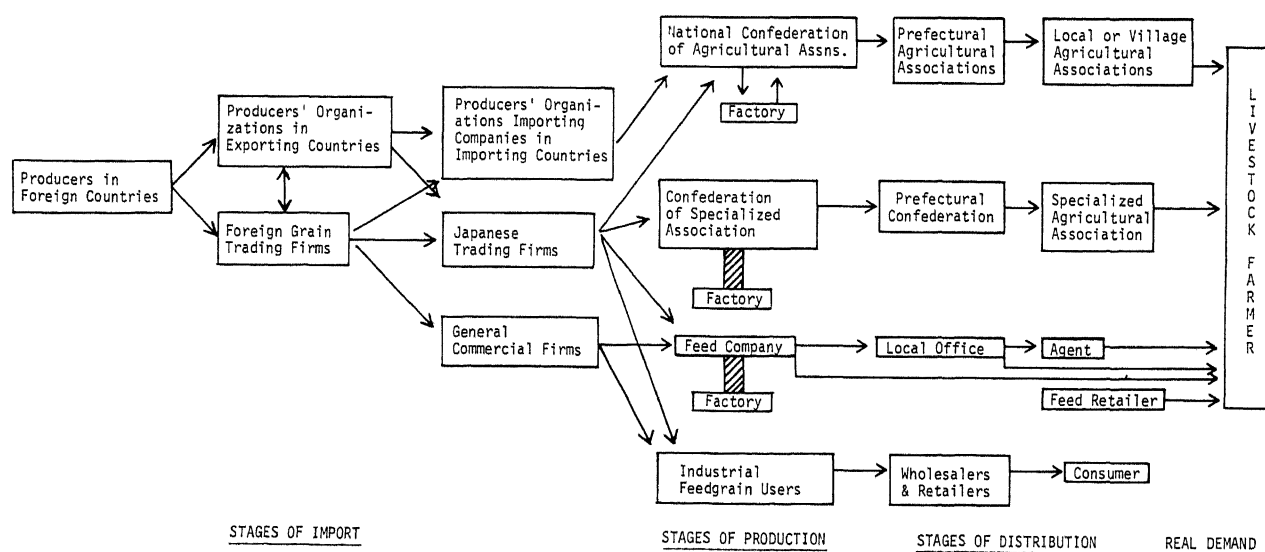 Producers in
Foreign Countries
Producers' Organi-
zations in
Exporting Countries
Foreign Grain
Trading Firms
Producers' Organi-
ations Importing
Companies in
Importing Countries
Japanese
Trading Firms
General
Commercial Firms
National Confederation
of Agricultural Assns.
Factory
Prefectural
Agricultural
Associations
Local or Village
Agricultural
Associations
Confederation
of Specialized
Association
Factory
Prefectural
Confederation
Specialized
Agricultural
Association
Feed Company
Factory
Local Office
Agent
Feed Retailer
Industrial
Feedgrain Users
Wholesalers
& Retailers
Consumer
LIVESTOCK FARMER
STAGES OF IMPORT
STAGES OF PRODUCTION
STAGES OF DISTRIBUTION
REAL DEMAND